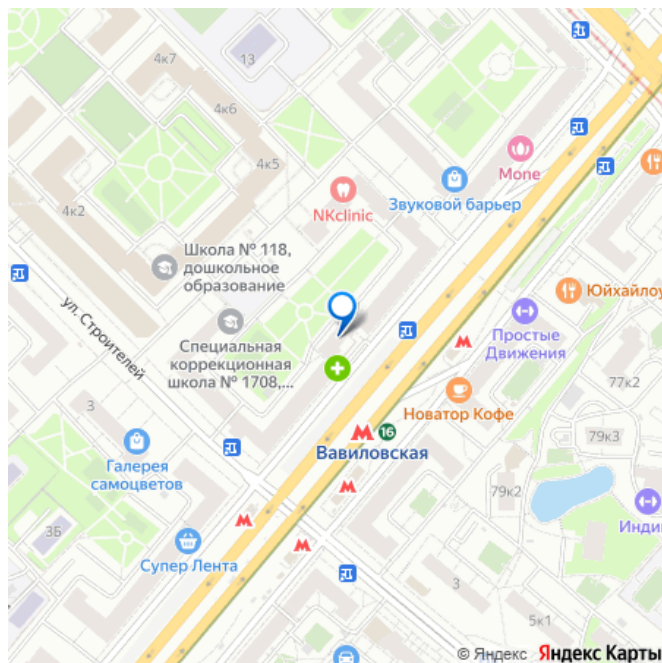 13
4к7
4к6
4к5
4к2
Mone
Звуковой барьер
NKclinic
Школа № 118,
дошкольное
образование
Юйхайлоу
ул. Строителей
Специальная
коррекционная
школа № 1708,...
Простые
Движения
77к2
3
Новатор Кофе
16
Вавиловская
79к3
Галерея
самоцветов
79к2
Инди
3Б
Супер Лента
3
5к1
© Яндекс Яндекс Карты